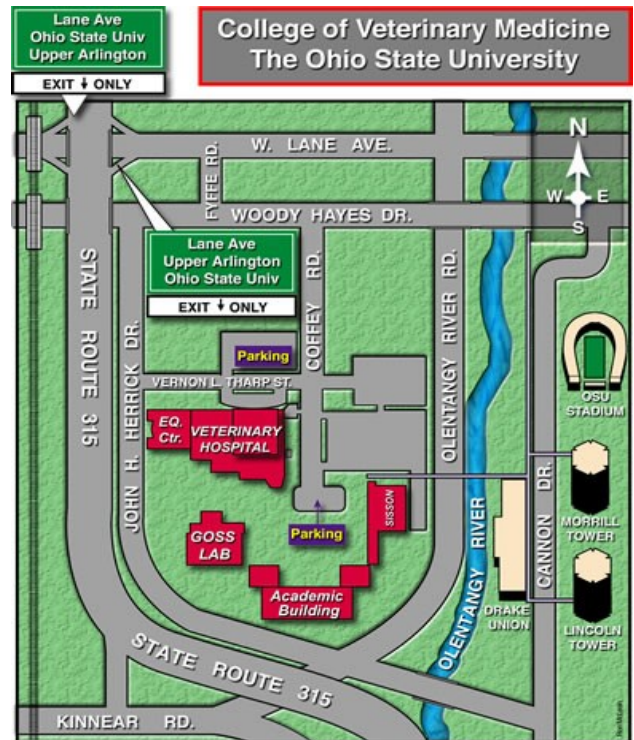 Lane Ave
Ohio State Univ
Upper Arlington
EXIT ↓ ONLY
College of Veterinary Medicine
The Ohio State University
N
W E
S
W. LANE AVE.
FYFFE RD.
WOODY HAYES DR.
Lane Ave
Upper Arlington
Ohio State Univ
EXIT ↓ ONLY
STATE ROUTE 315
JOHN H. HERRICK DR.
COFFEY RD.
OLENTANGY RIVER RD.
Parking
VERNON L. THARP ST.
OSU
STADIUM
EQ.
Ctr.
VETERINARY
HOSPITAL
SISSON
GOSS
LAB
Parking
Academic
Building
OLENTANGY RIVER
CANNON DR.
MORRILL
TOWER
DRAKE
UNION
LINCOLN
TOWER
STATE ROUTE 315
KINNEAR RD.